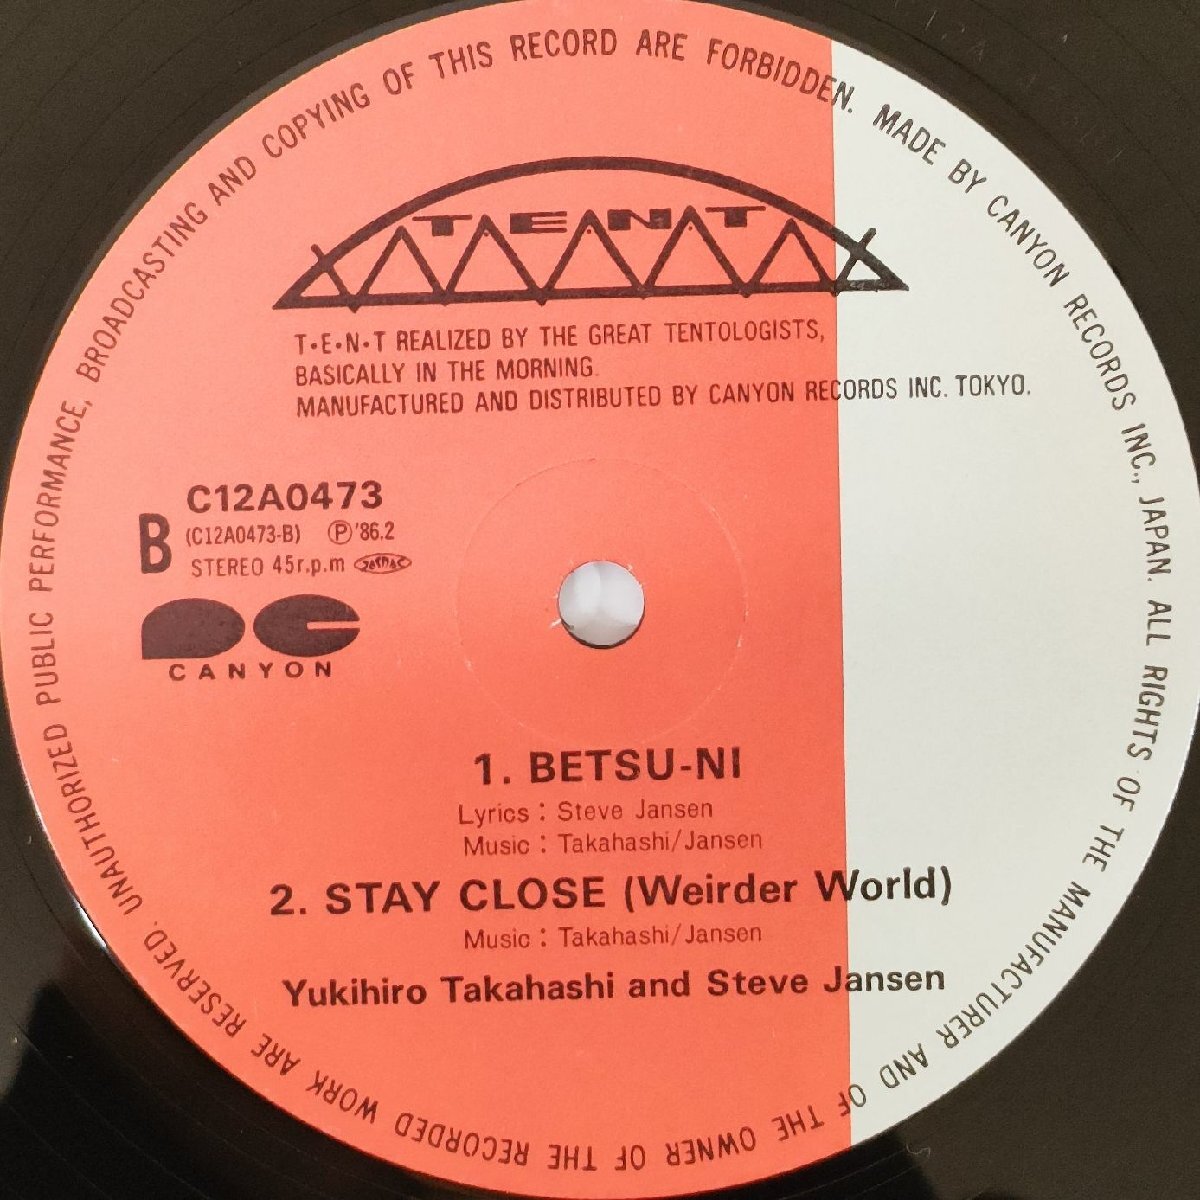 T·E·N·T
T·E·N·T REALIZED BY THE GREAT TENTOLOGISTS,
BASICALLY IN THE MORNING.
MANUFACTURED AND DISTRIBUTED BY CANYON RECORDS INC. TOKYO.
B
C12A0473
(C12A0473-B) Ⓟ'86.2
STEREO 45r.p.m
CANYON
1. BETSU-NI
Lyrics : Steve Jansen
Music : Takahashi/Jansen
2. STAY CLOSE (Weirder World)
Music : Takahashi/Jansen
Yukihiro Takahashi and Steve Jansen
MADE BY CANYON RECORDS INC., JAPAN. ALL RIGHTS OF THE MANUFACTURER AND OF THE OWNER OF THE RECORDED WORK ARE RESERVED. UNAUTHORIZED PUBLIC PERFORMANCE, BROADCASTING AND COPYING OF THIS RECORD ARE FORBIDDEN.